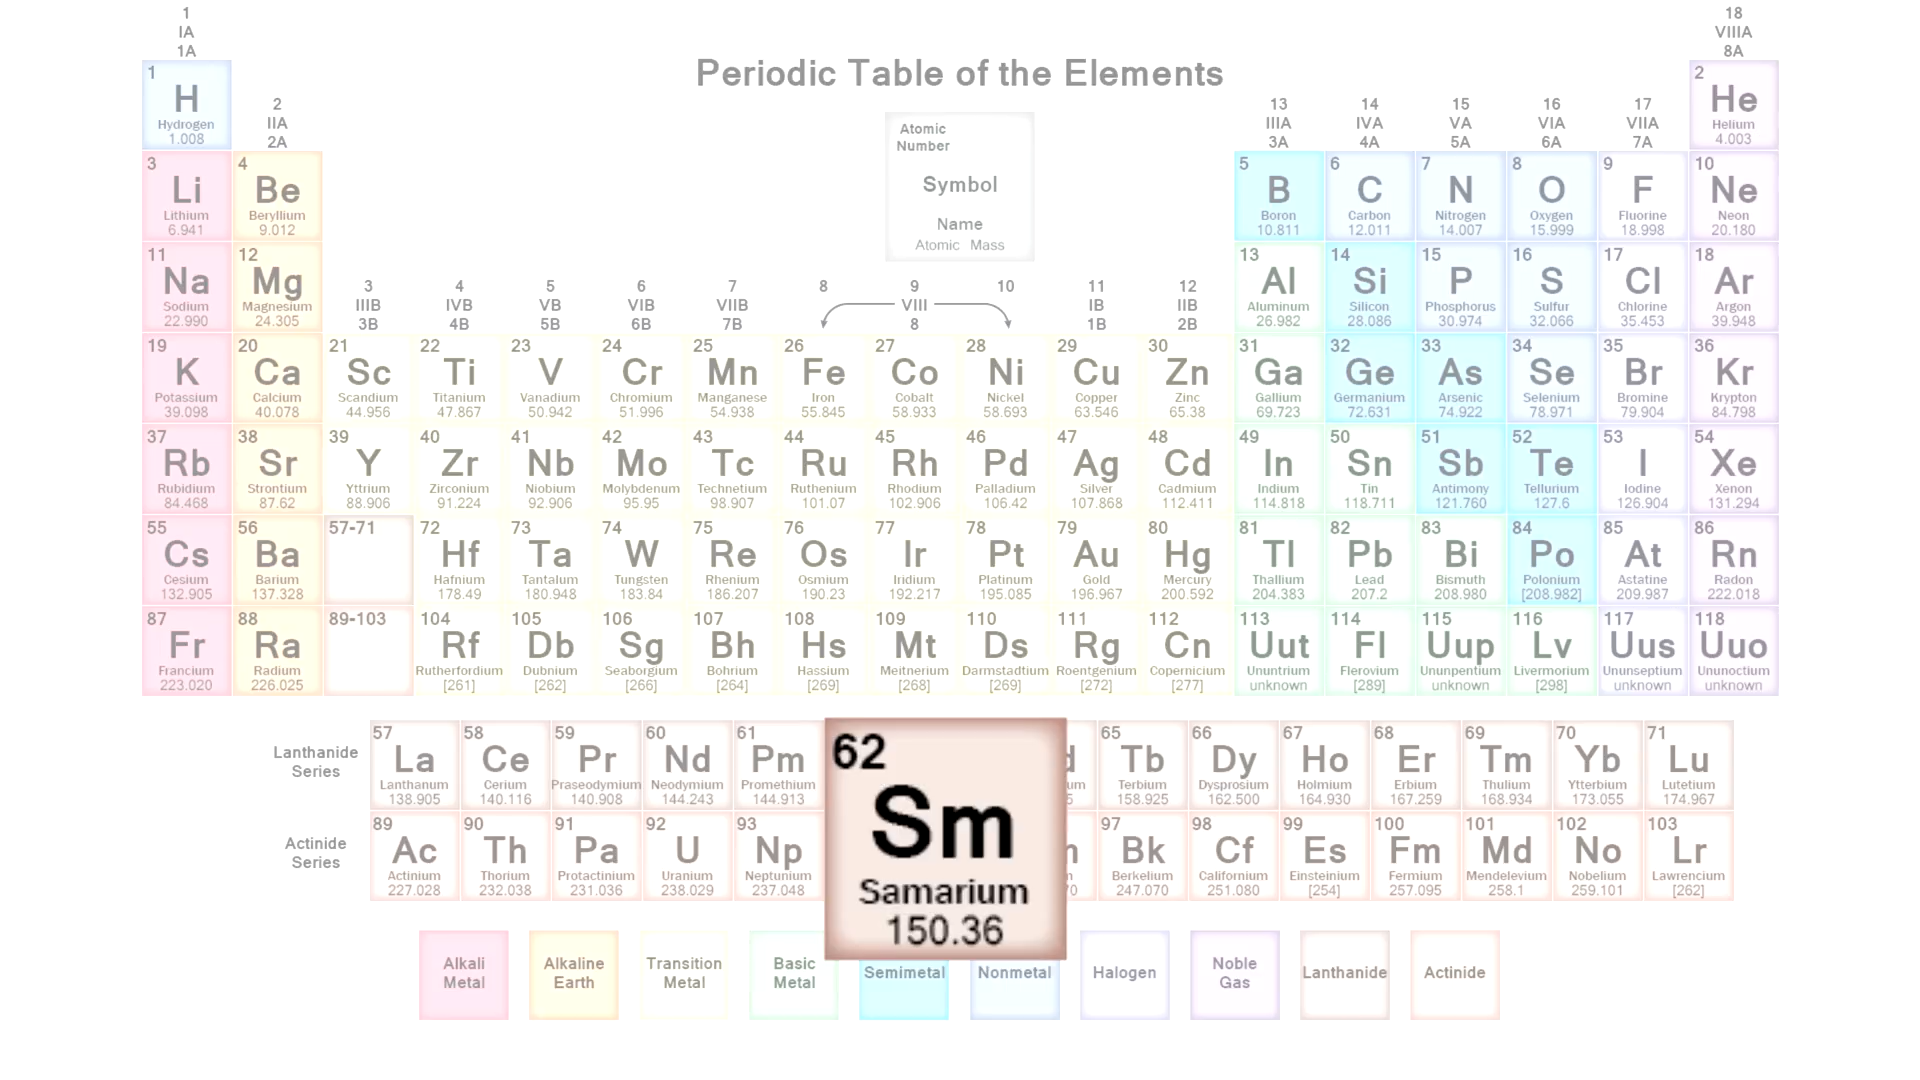 1
IA
1A
18
VIIIA
8A
Periodic Table of the Elements
1
H
Hydrogen
1.008
2
IIA
2A
13
IIIA
3A
14
IVA
4A
15
VA
5A
16
VIA
6A
17
VIIA
7A
2
He
Helium
4.003
Atomic
Number
Symbol
Name
Atomic Mass
3
Li
Lithium
6.941
4
Be
Beryllium
9.012
5
B
Boron
10.811
6
C
Carbon
12.011
7
N
Nitrogen
14.007
8
O
Oxygen
15.999
9
F
Fluorine
18.998
10
Ne
Neon
20.180
11
Na
Sodium
22.990
12
Mg
Magnesium
24.305
3
IIIB
3B
4
IVB
4B
5
VB
5B
6
VIB
6B
7
VIIB
7B
8
9
10
VIII
8
11
IB
1B
12
IIB
2B
13
Al
Aluminum
26.982
14
Si
Silicon
28.086
15
P
Phosphorus
30.974
16
S
Sulfur
32.066
17
Cl
Chlorine
35.453
18
Ar
Argon
39.948
19
K
Potassium
39.098
20
Ca
Calcium
40.078
21
Sc
Scandium
44.956
22
Ti
Titanium
47.867
23
V
Vanadium
50.942
24
Cr
Chromium
51.996
25
Mn
Manganese
54.938
26
Fe
Iron
55.845
27
Co
Cobalt
58.933
28
Ni
Nickel
58.693
29
Cu
Copper
63.546
30
Zn
Zinc
65.38
31
Ga
Gallium
69.723
32
Ge
Germanium
72.631
33
As
Arsenic
74.922
34
Se
Selenium
78.971
35
Br
Bromine
79.904
36
Kr
Krypton
84.798
37
Rb
Rubidium
84.468
38
Sr
Strontium
87.62
39
Y
Yttrium
88.906
40
Zr
Zirconium
91.224
41
Nb
Niobium
92.906
42
Mo
Molybdenum
95.95
43
Tc
Technetium
98.907
44
Ru
Ruthenium
101.07
45
Rh
Rhodium
102.906
46
Pd
Palladium
106.42
47
Ag
Silver
107.868
48
Cd
Cadmium
112.411
49
In
Indium
114.818
50
Sn
Tin
118.711
51
Sb
Antimony
121.760
52
Te
Tellurium
127.6
53
I
Iodine
126.904
54
Xe
Xenon
131.294
55
Cs
Cesium
132.905
56
Ba
Barium
137.328
57-71
72
Hf
Hafnium
178.49
73
Ta
Tantalum
180.948
74
W
Tungsten
183.84
75
Re
Rhenium
186.207
76
Os
Osmium
190.23
77
Ir
Iridium
192.217
78
Pt
Platinum
195.085
79
Au
Gold
196.967
80
Hg
Mercury
200.592
81
Tl
Thallium
204.383
82
Pb
Lead
207.2
83
Bi
Bismuth
208.980
84
Po
Polonium
[208.982]
85
At
Astatine
209.987
86
Rn
Radon
222.018
87
Fr
Francium
223.020
88
Ra
Radium
226.025
89-103
104
Rf
Rutherfordium
[261]
105
Db
Dubnium
[262]
106
Sg
Seaborgium
[266]
107
Bh
Bohrium
[264]
108
Hs
Hassium
[269]
109
Mt
Meitnerium
[268]
110
Ds
Darmstadtium
[269]
111
Rg
Roentgenium
[272]
112
Cn
Copernicium
[277]
113
Uut
Ununtrium
unknown
114
Fl
Flerovium
[289]
115
Uup
Ununpentium
unknown
116
Lv
Livermorium
[298]
117
Uus
Ununseptium
unknown
118
Uuo
Ununoctium
unknown
Lanthanide
Series
57
La
Lanthanum
138.905
58
Ce
Cerium
140.116
59
Pr
Praseodymium
140.908
60
Nd
Neodymium
144.243
61
Pm
Promethium
144.913
62
Sm
Samarium
150.36
65
Tb
Terbium
158.925
66
Dy
Dysprosium
162.500
67
Ho
Holmium
164.930
68
Er
Erbium
167.259
69
Tm
Thulium
168.934
70
Yb
Ytterbium
173.055
71
Lu
Lutetium
174.967
Actinide
Series
89
Ac
Actinium
227.028
90
Th
Thorium
232.038
91
Pa
Protactinium
231.036
92
U
Uranium
238.029
93
Np
Neptunium
237.048
97
Bk
Berkelium
247.070
98
Cf
Californium
251.080
99
Es
Einsteinium
[254]
100
Fm
Fermium
257.095
101
Md
Mendelevium
258.1
102
No
Nobelium
259.101
103
Lr
Lawrencium
[262]
Alkali
Metal
Alkaline
Earth
Transition
Metal
Basic
Metal
Semimetal
Nonmetal
Halogen
Noble
Gas
Lanthanide
Actinide